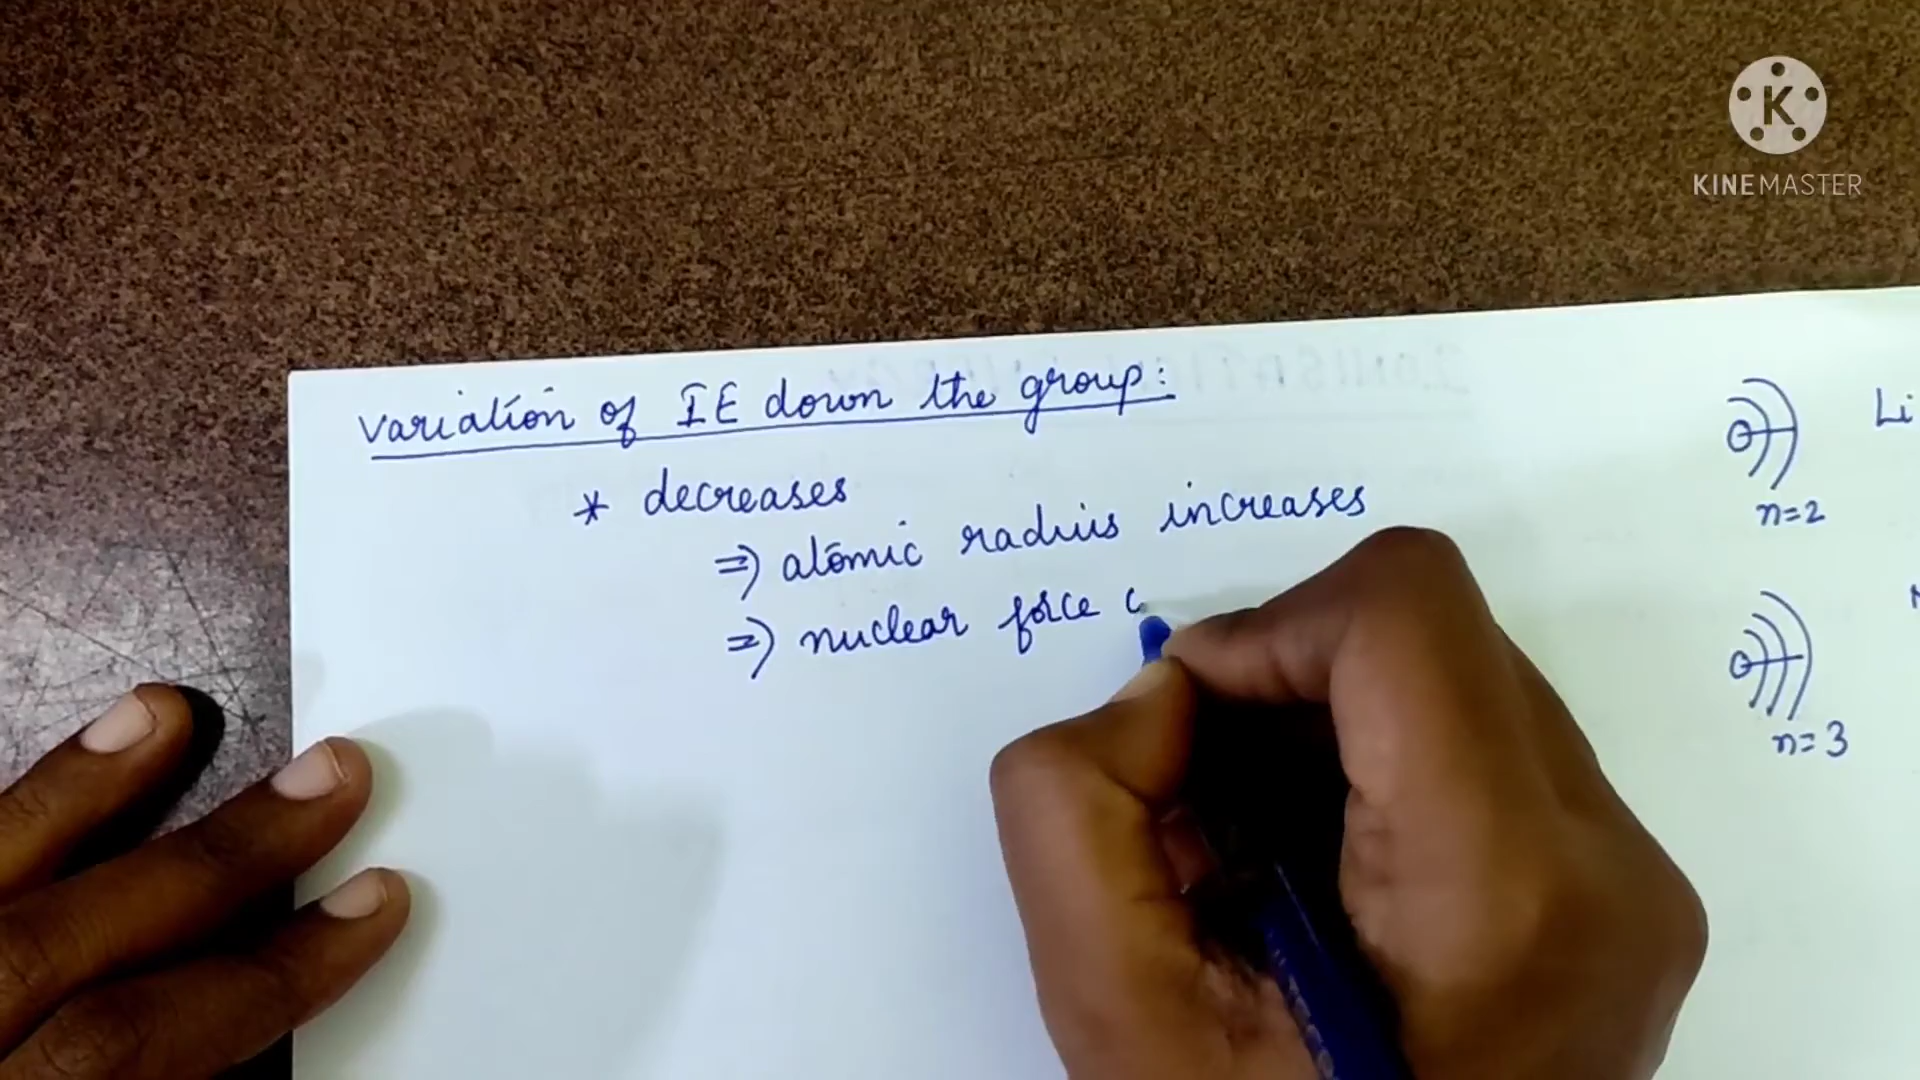 K
KINEMASTER
Variation of IE down the group:
* decreases
⇒ atomic radius increases
⇒ nuclear force
Li
n=2
n=3